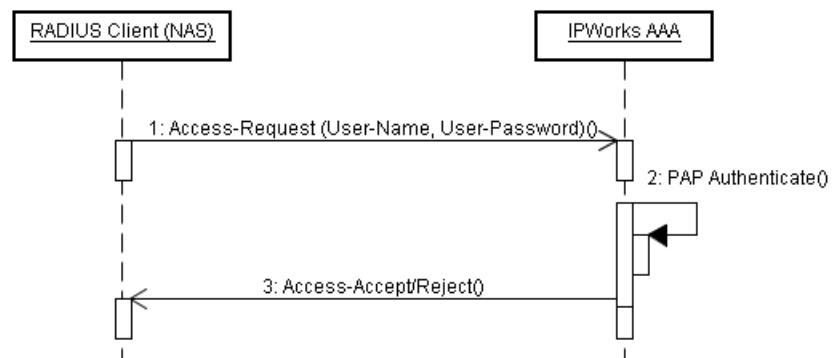 RADIUS Client (NAS)
IPWorks AAA
1: Access-Request (User-Name, User-Password)()
2: PAP Authenticate()
3: Access-Accept/Reject()